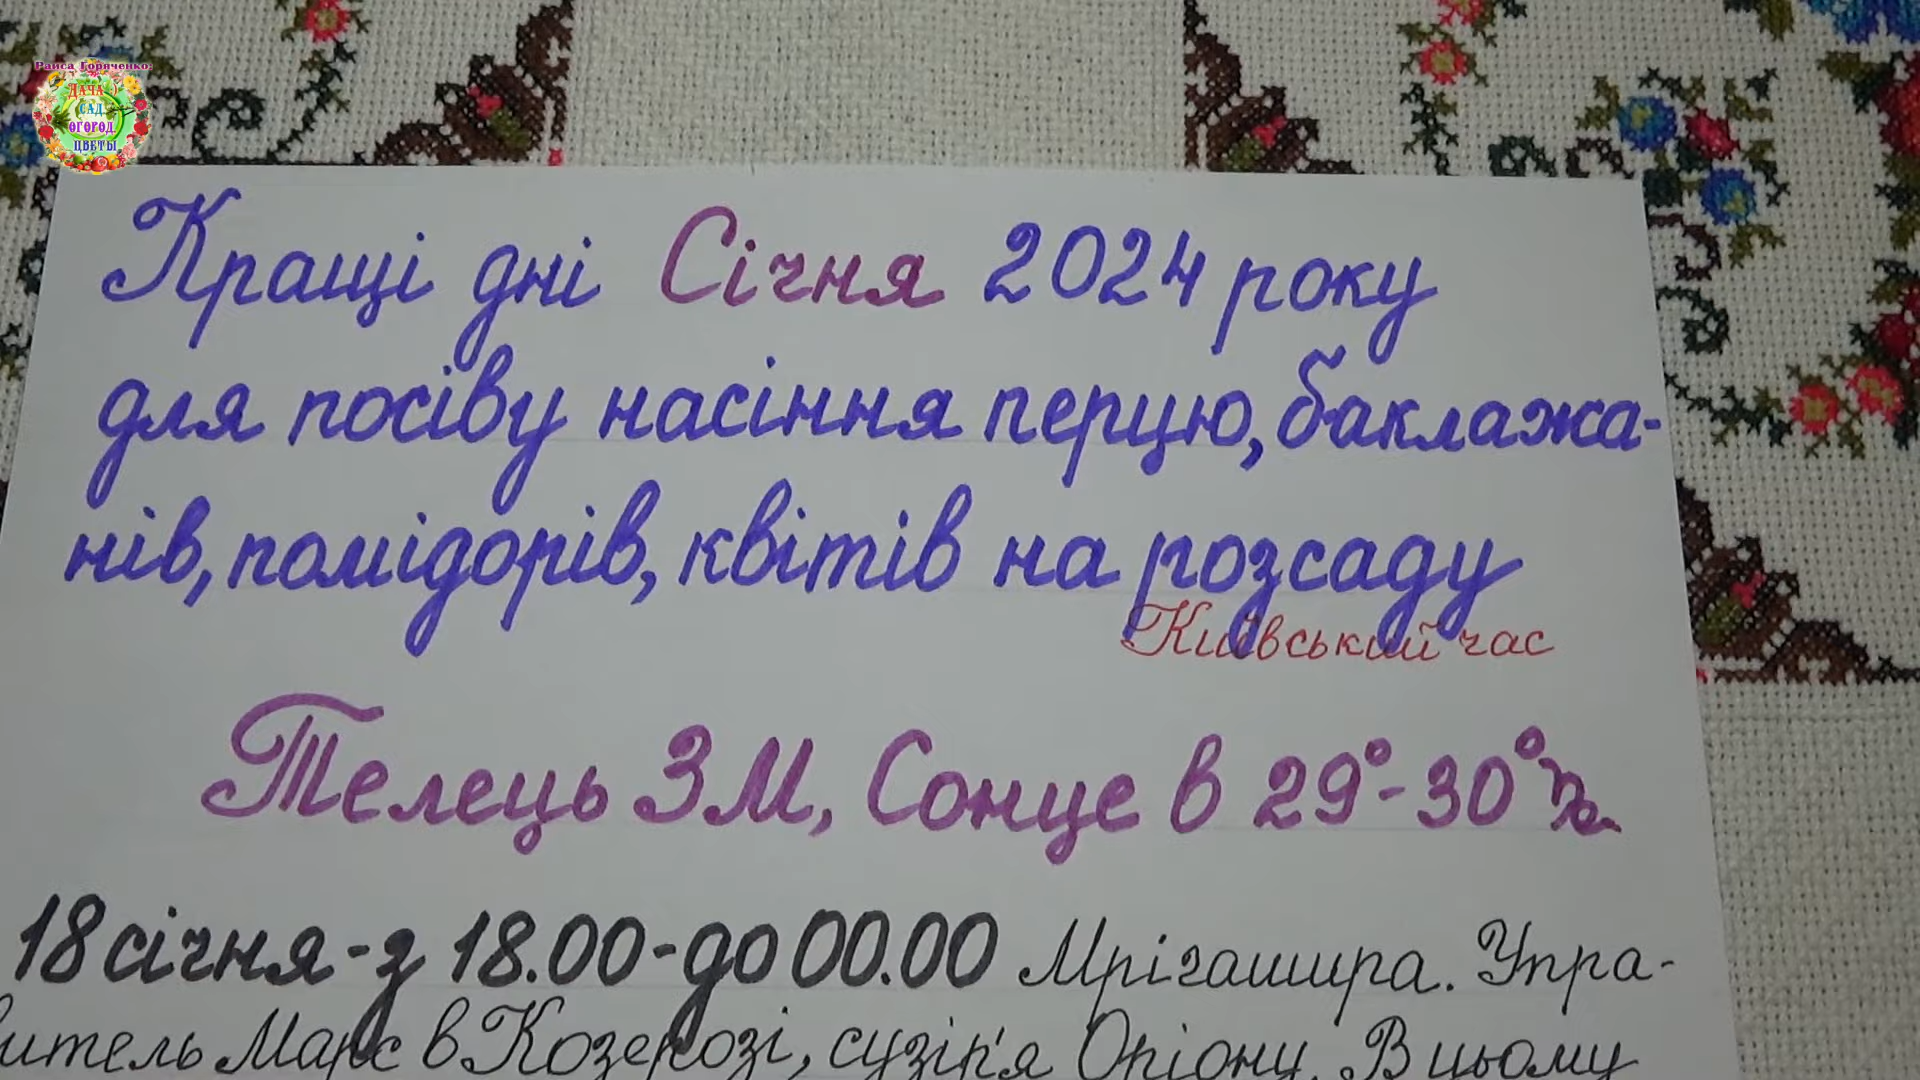 Раиса Горяченко:
ДАЧА
САД.
ОГОРОД.
ЦВЕТЫ
Кращі дні Січня 2024 року
для посіву насіння перцю, баклажа-
нів, помідорів, квітів на розсаду
Київський час
Телець ЗМ, Сонце в 29°-30° ♑
18 січня - з 18.00 - до 00.00 Мрігашира. Упра-
витель Марс в Козерозі, сузір'я Оріону. В цьому